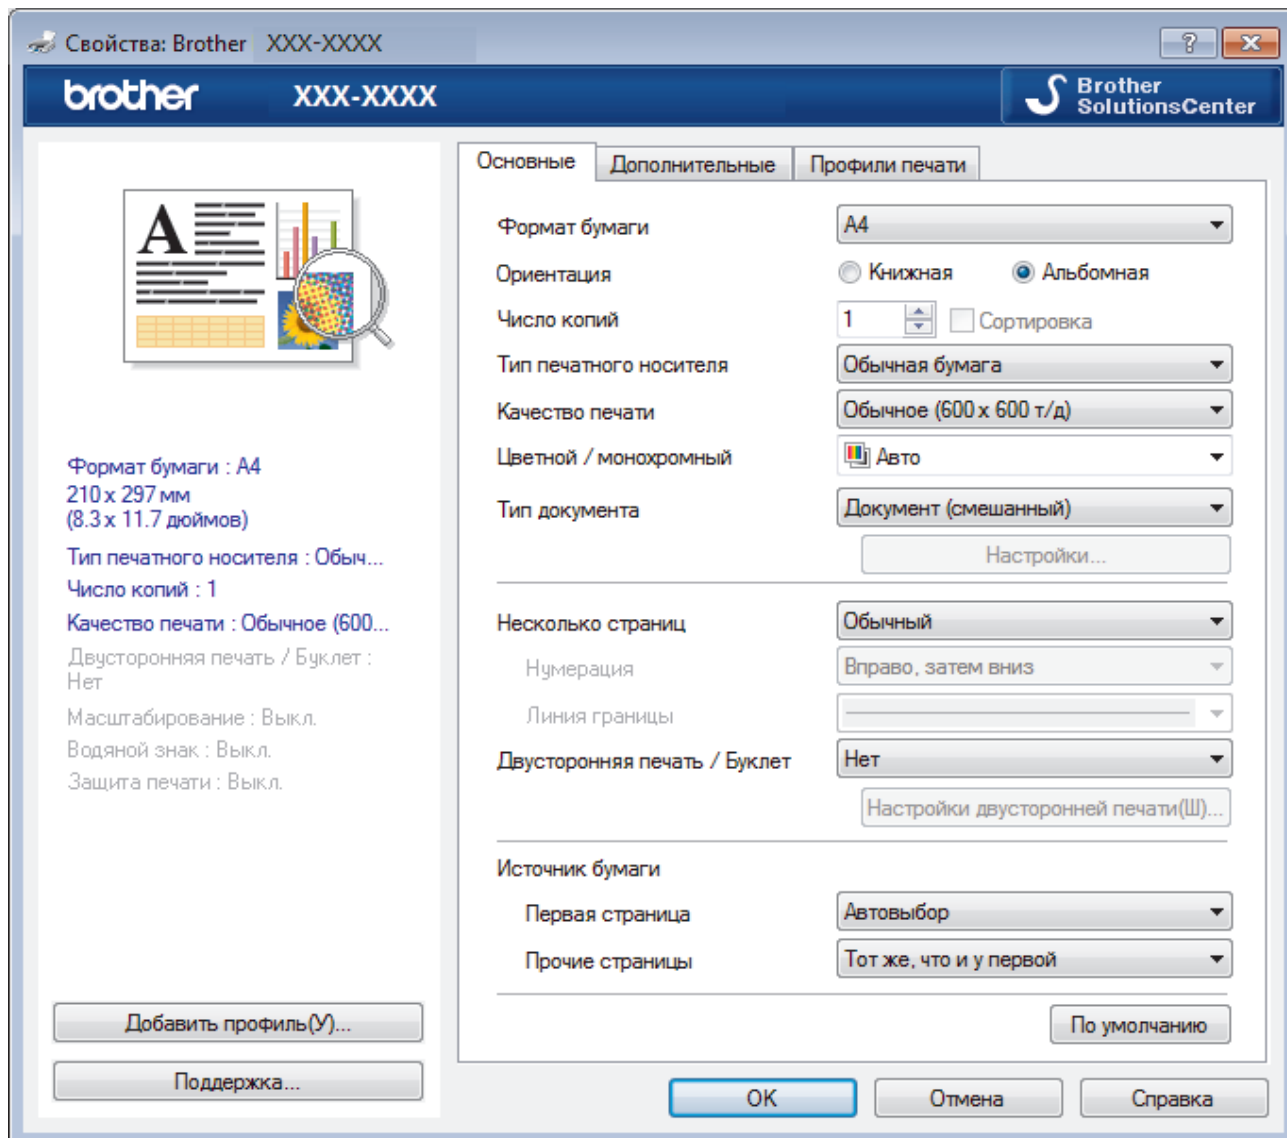 Свойства: Brother XXX-XXXX
brother XXX-XXXX
Brother
SolutionsCenter
Основные
Дополнительные
Профили печати
A
Формат бумаги : A4
210 x 297 мм
(8.3 x 11.7 дюймов)
Тип печатного носителя : Обыч...
Число копий : 1
Качество печати : Обычное (600...
Двусторонняя печать / Буклет :
Нет
Масштабирование : Выкл.
Водяной знак : Выкл.
Защита печати : Выкл.
Добавить профиль(У)...
Поддержка...
Формат бумаги A4
Ориентация Книжная Альбомная
Число копий 1 Сортировка
Тип печатного носителя Обычная бумага
Качество печати Обычное (600 x 600 т/д)
Цветной / монохромный Авто
Тип документа Документ (смешанный)
Настройки...
Несколько страниц Обычный
Нумерация Вправо, затем вниз
Линия границы
Двусторонняя печать / Буклет Нет
Настройки двусторонней печати(Ш)...
Источник бумаги
Первая страница Автовыбор
Прочие страницы Тот же, что и у первой
По умолчанию
OK Отмена Справка